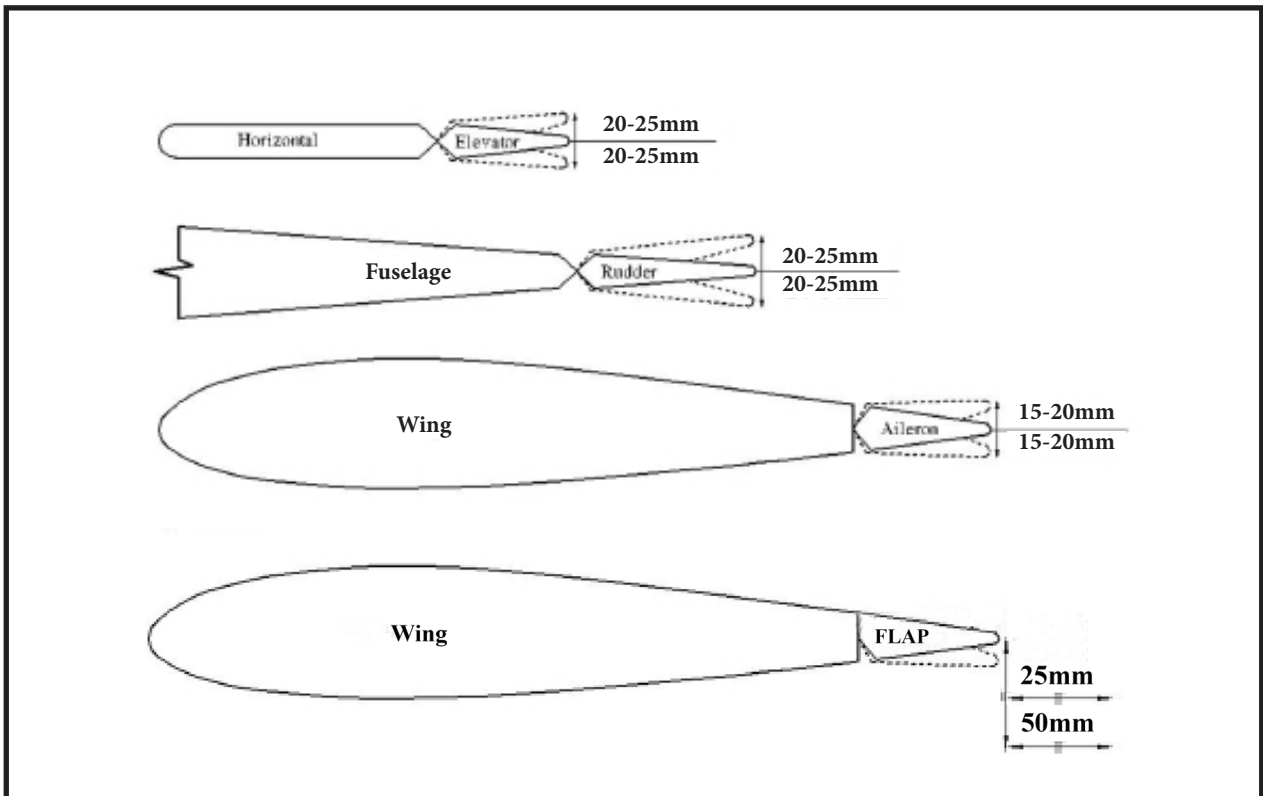 Horizontal
Elevator
20-25mm
20-25mm
Fuselage
Rudder
20-25mm
20-25mm
Wing
Aileron
15-20mm
15-20mm
Wing
FLAP
25mm
50mm